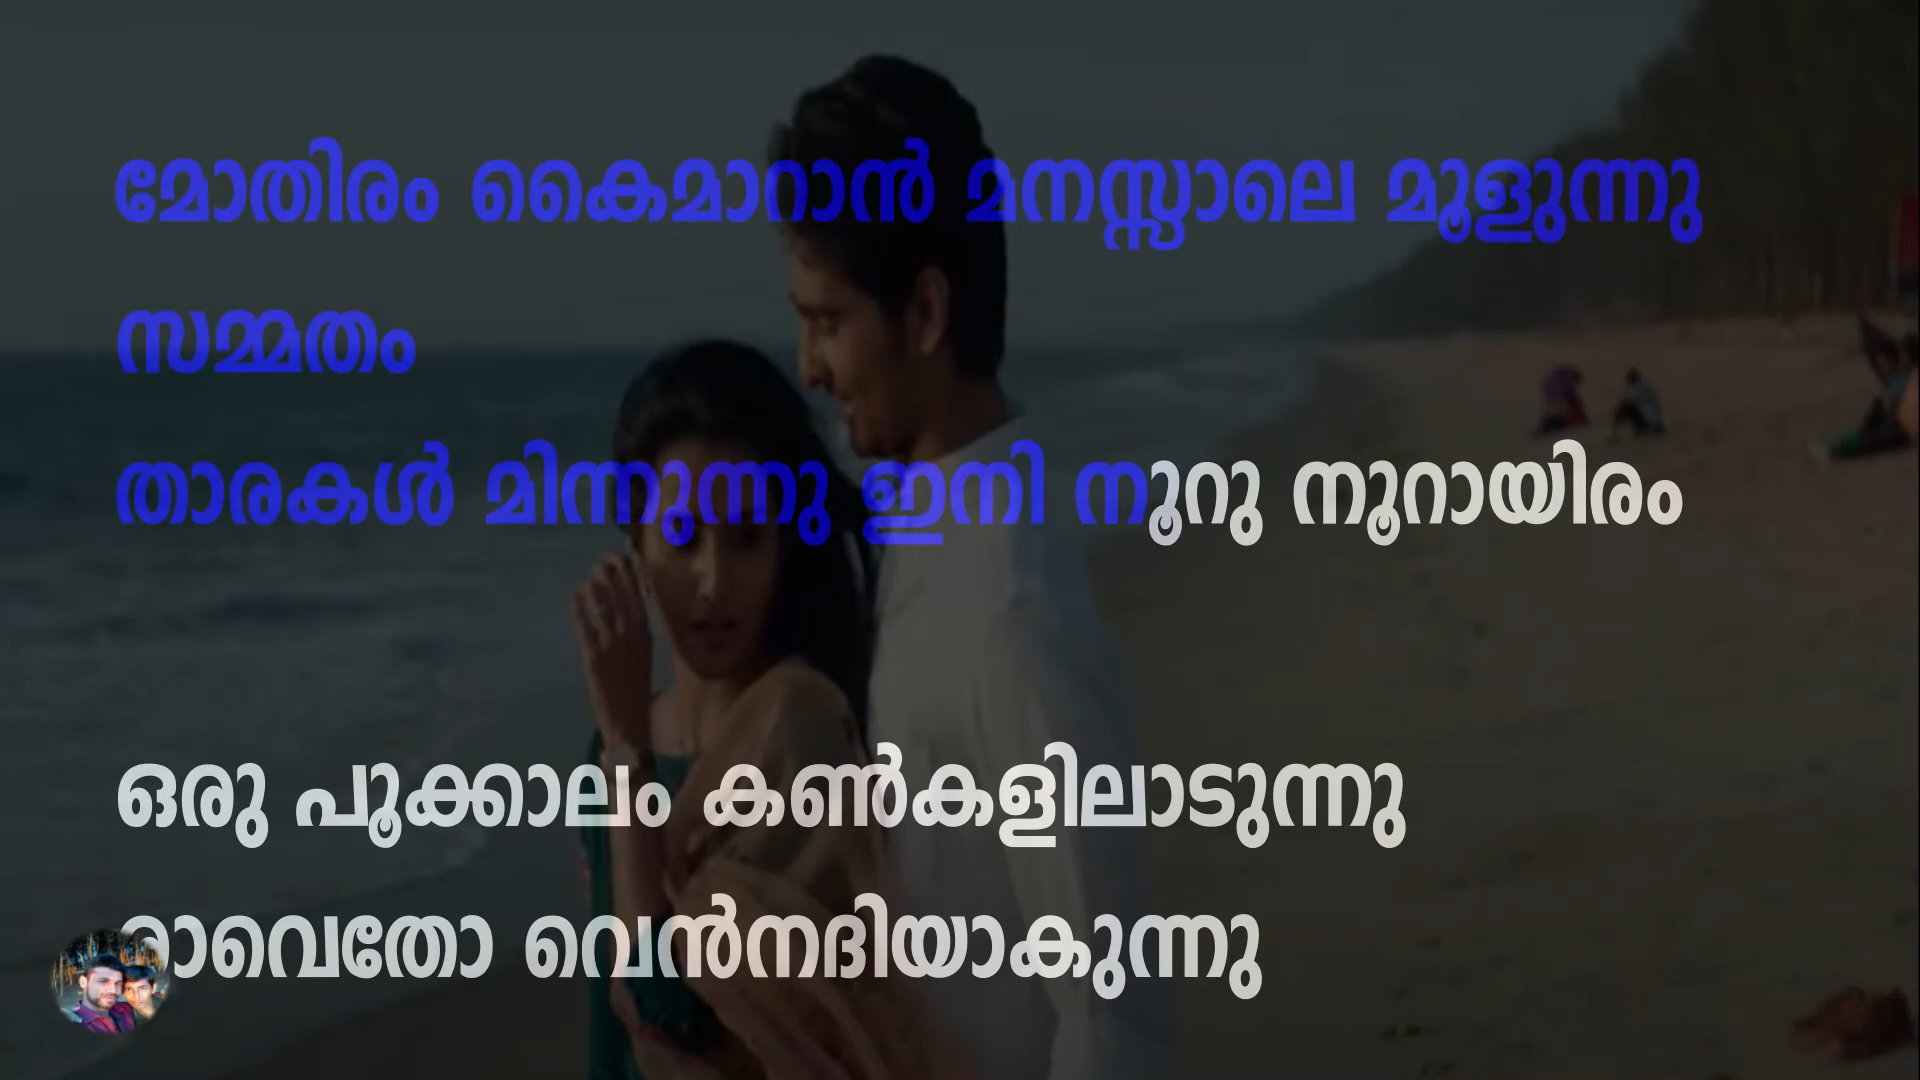 മോതിരം കൈമാറാൻ മനസ്സാലെ മൂളുന്നു
സമ്മതം
താരകൾ മിന്നുന്നു ഇനി നൂറു നൂറായിരം
ഒരു പൂക്കാലം കൺകളിലാടുന്നു
രാവെതോ വെൻനദിയാകുന്നു